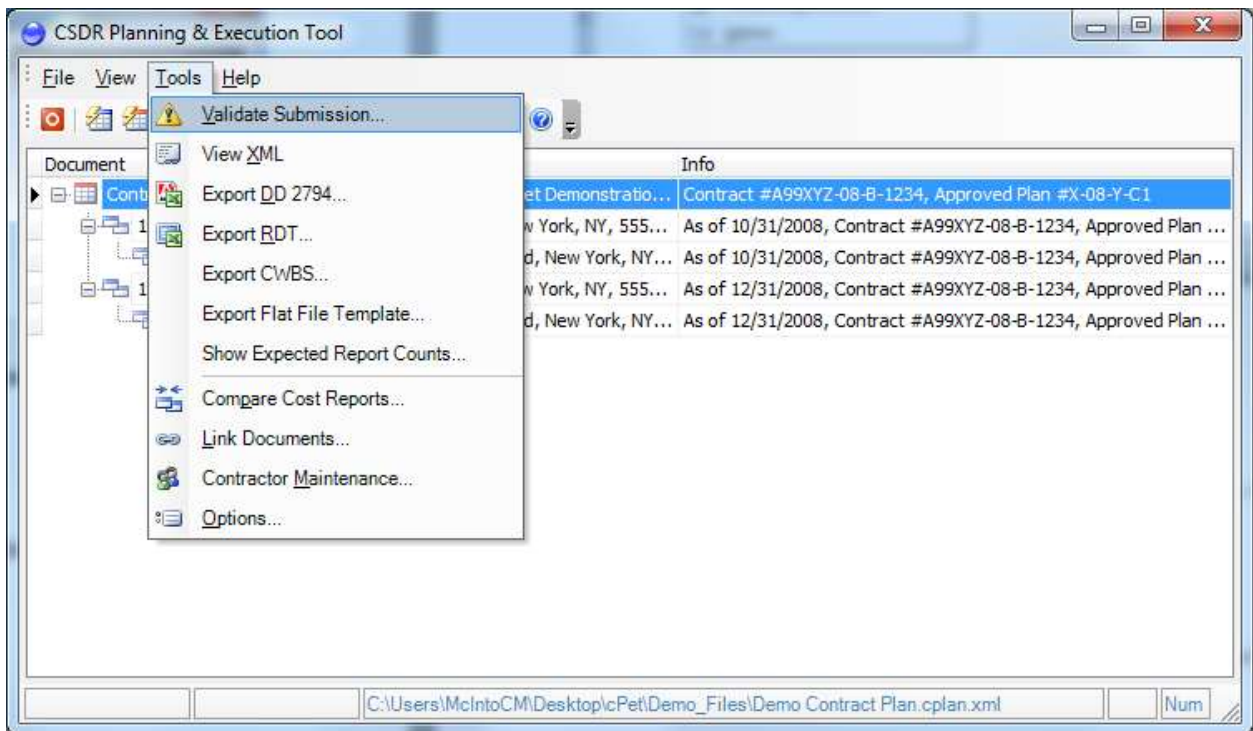 CSDR Planning & Execution Tool
File View Tools Help
Document Info
Cont et Demonstratio... Contract #A99XYZ-08-B-1234, Approved Plan #X-08-Y-C1
1 w York, NY, 555... As of 10/31/2008, Contract #A99XYZ-08-B-1234, Approved Plan ...
d, New York, NY... As of 10/31/2008, Contract #A99XYZ-08-B-1234, Approved Plan ...
1 w York, NY, 555... As of 12/31/2008, Contract #A99XYZ-08-B-1234, Approved Plan ...
d, New York, NY... As of 12/31/2008, Contract #A99XYZ-08-B-1234, Approved Plan ...
Validate Submission...
View XML
Export DD 2794...
Export RDT...
Export CWBS...
Export Flat File Template...
Show Expected Report Counts...
Compare Cost Reports...
Link Documents...
Contractor Maintenance...
Options...
C:\Users\McIntoCM\Desktop\cPet\Demo_Files\Demo Contract Plan.cplan.xml Num